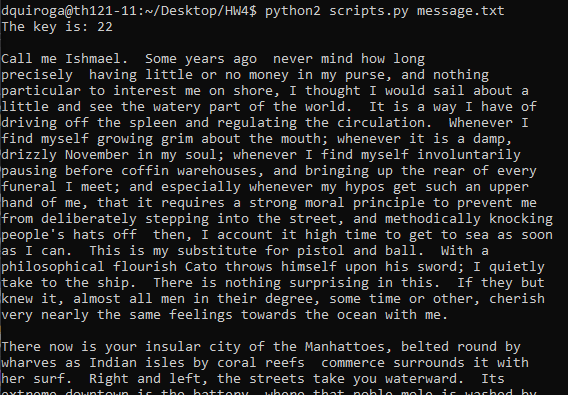 dquiroga@th121-11:~/Desktop/HW4$ python2 scripts.py message.txt
The key is: 22
Call me Ishmael.  Some years ago  never mind how long
precisely  having little or no money in my purse, and nothing
particular to interest me on shore, I thought I would sail about a
little and see the watery part of the world.  It is a way I have of
driving off the spleen and regulating the circulation.  Whenever I
find myself growing grim about the mouth; whenever it is a damp,
drizzly November in my soul; whenever I find myself involuntarily
pausing before coffin warehouses, and bringing up the rear of every
funeral I meet; and especially whenever my hypos get such an upper
hand of me, that it requires a strong moral principle to prevent me
from deliberately stepping into the street, and methodically knocking
people's hats off  then, I account it high time to get to sea as soon
as I can.  This is my substitute for pistol and ball.  With a
philosophical flourish Cato throws himself upon his sword; I quietly
take to the ship.  There is nothing surprising in this.  If they but
knew it, almost all men in their degree, some time or other, cherish
very nearly the same feelings towards the ocean with me.
There now is your insular city of the Manhattoes, belted round by
wharves as Indian isles by coral reefs  commerce surrounds it with
her surf.  Right and left, the streets take you waterward.  Its
extreme downtown is the battery, where that noble mole is washed by